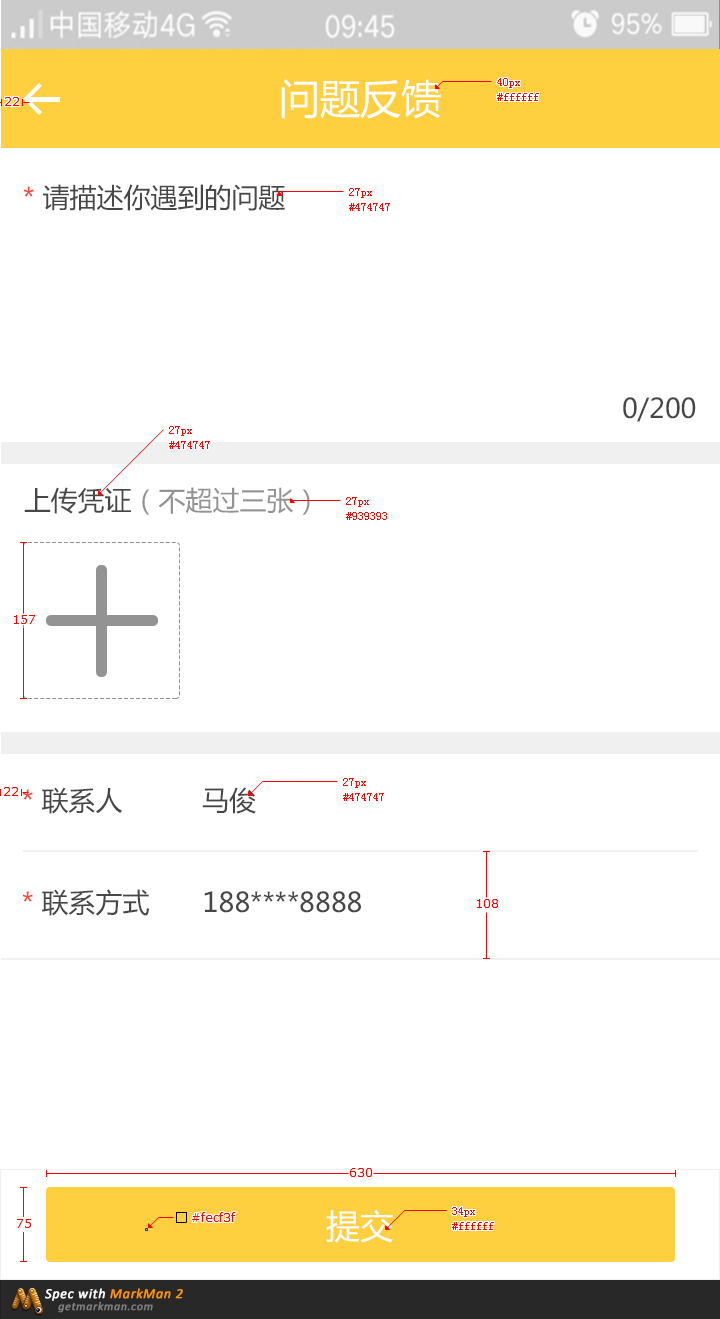 中国移动4G 09:45 95%
22 问题反馈 40px
#ffffff
* 请描述你遇到的问题 27px
#474747
0/200
27px
#474747
上传凭证（不超过三张） 27px
#939393
157
22 * 联系人 马俊 27px
#474747
* 联系方式 188****8888 108
630
75 #fecf3f 提交 34px
#ffffff
Spec with MarkMan 2
getmarkman.com